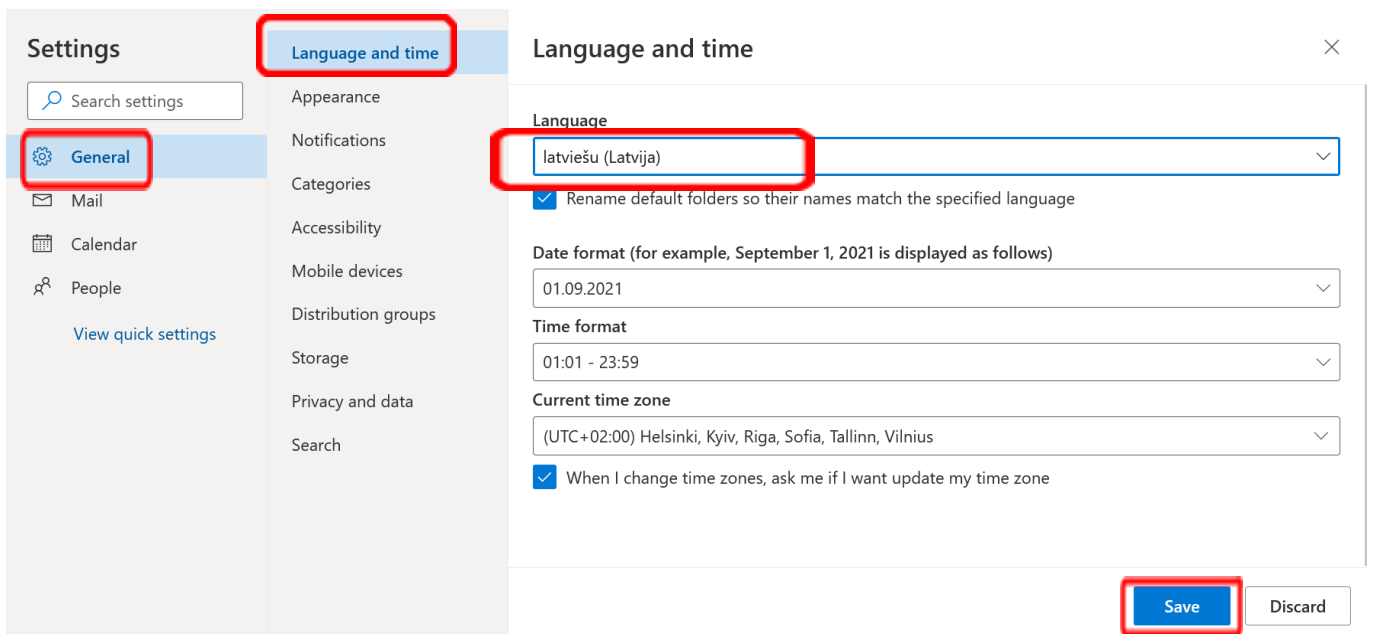 Settings
Search settings
General
Mail
Calendar
People
View quick settings
Language and time
Appearance
Notifications
Categories
Accessibility
Mobile devices
Distribution groups
Storage
Privacy and data
Search
Language and time
Language
latviešu (Latvija)
Rename default folders so their names match the specified language
Date format (for example, September 1, 2021 is displayed as follows)
01.09.2021
Time format
01:01 - 23:59
Current time zone
(UTC+02:00) Helsinki, Kyiv, Riga, Sofia, Tallinn, Vilnius
When I change time zones, ask me if I want update my time zone
Save
Discard